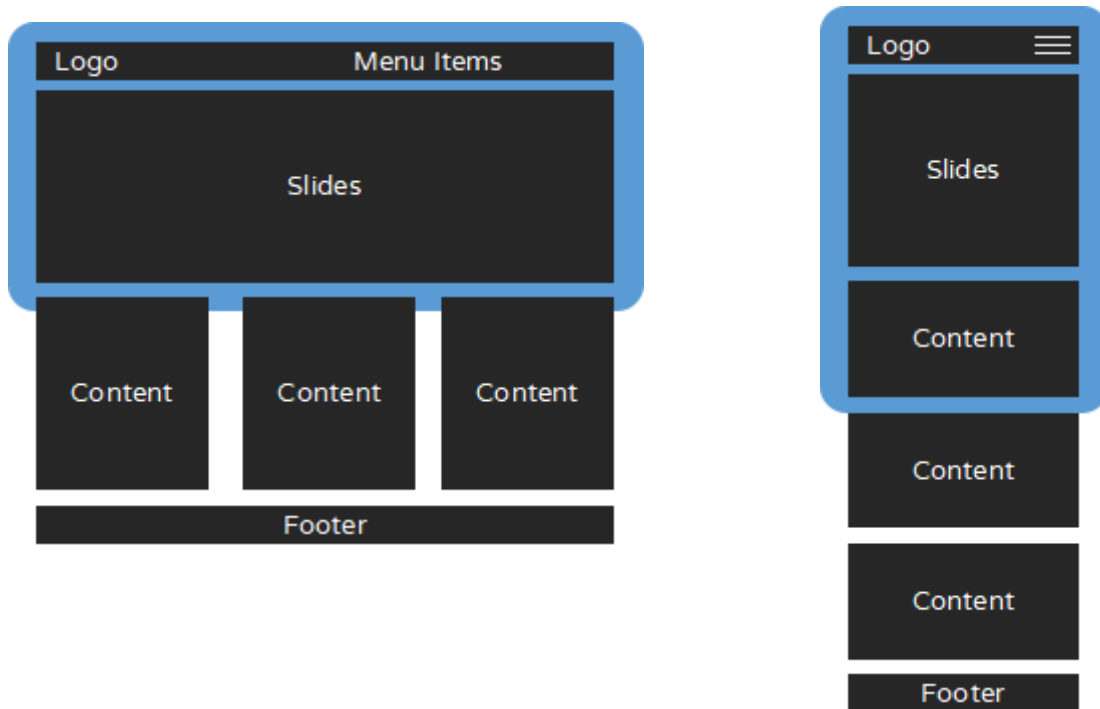 Logo Menu Items
Slides
Content Content Content
Footer
Logo
Slides
Content
Content
Content
Footer